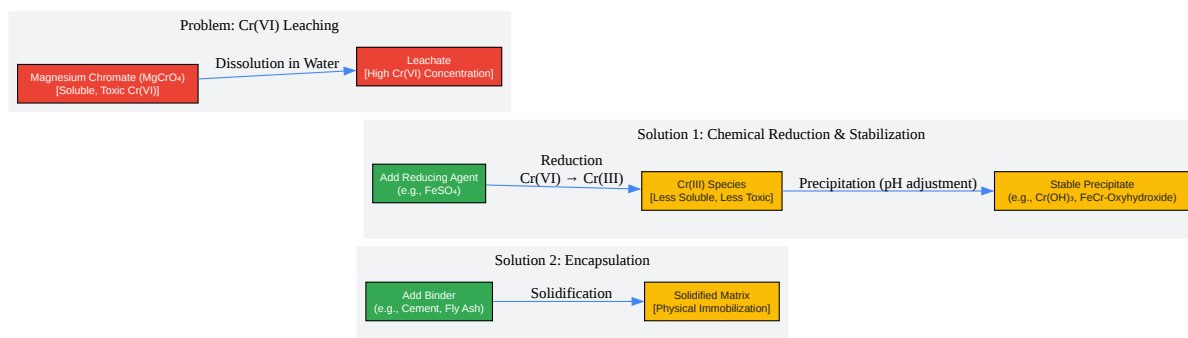 Problem: Cr(VI) Leaching
Magnesium Chromate (MgCrO₄)
[Soluble, Toxic Cr(VI)]
Dissolution in Water
Leachate
[High Cr(VI) Concentration]
Solution 1: Chemical Reduction & Stabilization
Add Reducing Agent
(e.g., FeSO₄)
Reduction
Cr(VI) → Cr(III)
Cr(III) Species
[Less Soluble, Less Toxic]
Precipitation (pH adjustment)
Stable Precipitate
(e.g., Cr(OH)₃, FeCr-Oxyhydroxide)
Solution 2: Encapsulation
Add Binder
(e.g., Cement, Fly Ash)
Solidification
Solidified Matrix
[Physical Immobilization]